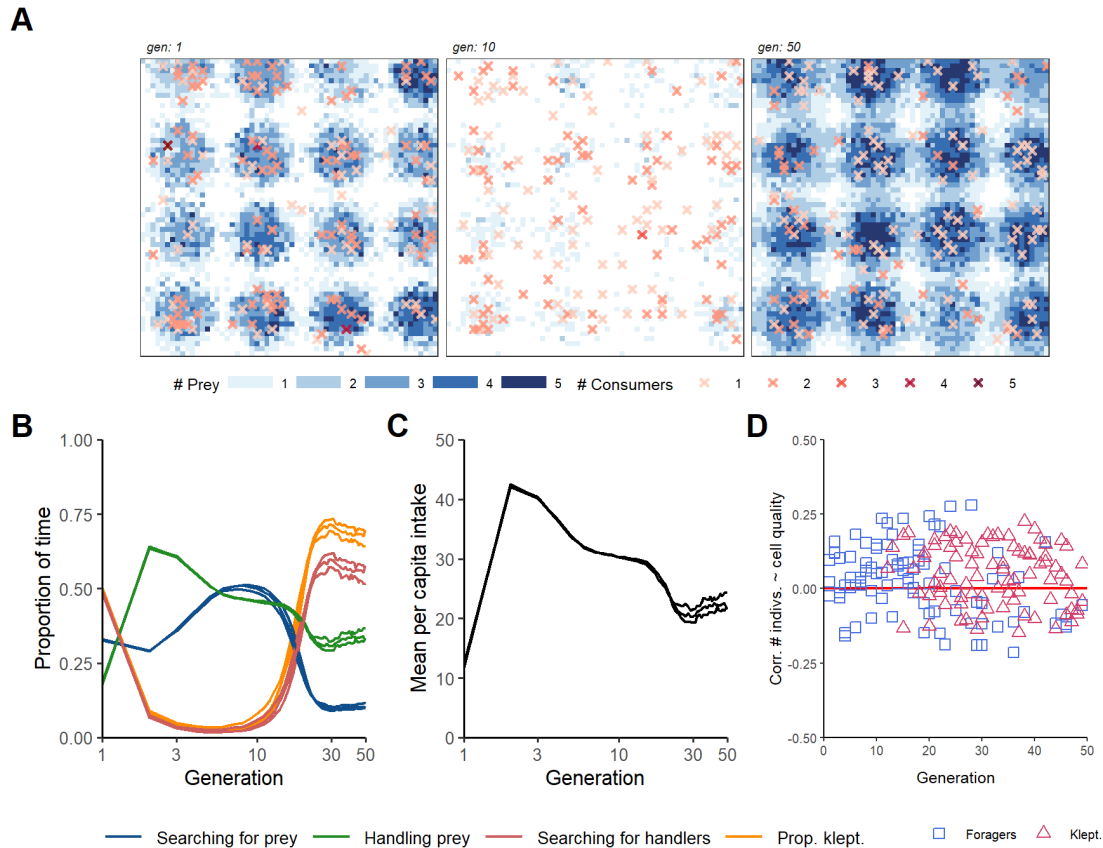 A
gen: 1 gen: 10 gen: 50
# Prey 1 2 3 4 5 # Consumers 1 2 3 4 5
B C D
1.00
0.75
0.50
0.25
0.00
Proportion of time
1 3 10 30 50
Generation
50
40
30
20
10
0
Mean per capita intake
1 3 10 30 50
Generation
0.50
0.25
0.00
-0.25
-0.50
Corr. # indivs. ~ cell quality
0 10 20 30 40 50
Generation
Searching for prey Handling prey Searching for handlers Prop. klept. Foragers Klept.